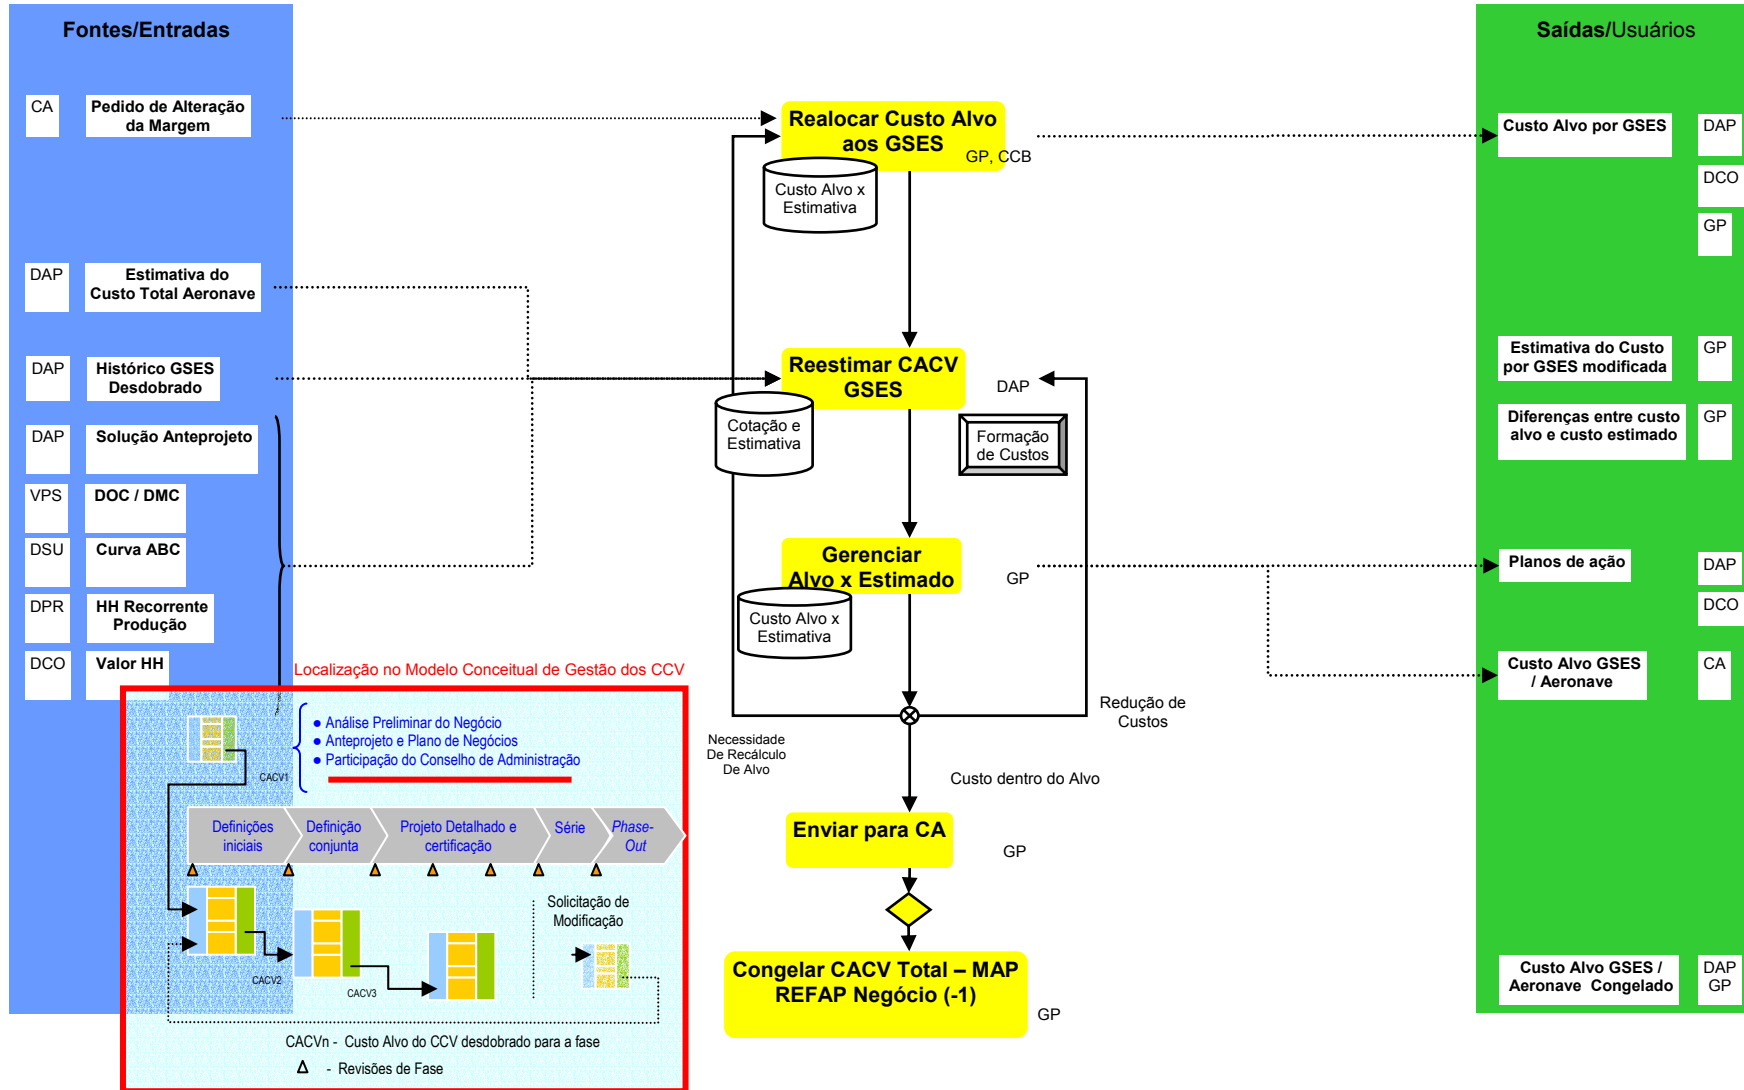 Fontes/Entradas
CA
Pedido de Alteração
da Margem
DAP
Estimativa do
Custo Total Aeronave
DAP
Histórico GSES
Desdobrado
DAP
Solução Anteprojeto
VPS
DOC / DMC
DSU
Curva ABC
DPR
HH Recorrente
Produção
DCO
Valor HH
Realocar Custo Alvo
aos GSES
GP, CCB
Custo Alvo x
Estimativa
Reestimar CACV
GSES
DAP
Cotação e
Estimativa
Formação
de Custos
Gerenciar
Alvo x Estimado
GP
Custo Alvo x
Estimativa
Redução de
Custos
Necessidade
De Recálculo
De Alvo
Custo dentro do Alvo
Enviar para CA
GP
Congelar CACV Total – MAP
REFAP Negócio (-1)
GP
Saídas/Usuários
Custo Alvo por GSES
DAP
DCO
GP
Estimativa do Custo
por GSES modificada
GP
Diferenças entre custo
alvo e custo estimado
GP
Planos de ação
DAP
DCO
Custo Alvo GSES
/ Aeronave
CA
Custo Alvo GSES /
Aeronave Congelado
DAP
GP
Localização no Modelo Conceitual de Gestão dos CCV
● Análise Preliminar do Negócio
● Anteprojeto e Plano de Negócios
● Participação do Conselho de Administração
CACV1
Definições
iniciais
Definição
conjunta
Projeto Detalhado e
certificação
Série
Phase-
Out
Solicitação de
Modificação
CACV2
CACV3
CACVn - Custo Alvo do CCV desdobrado para a fase
- Revisões de Fase